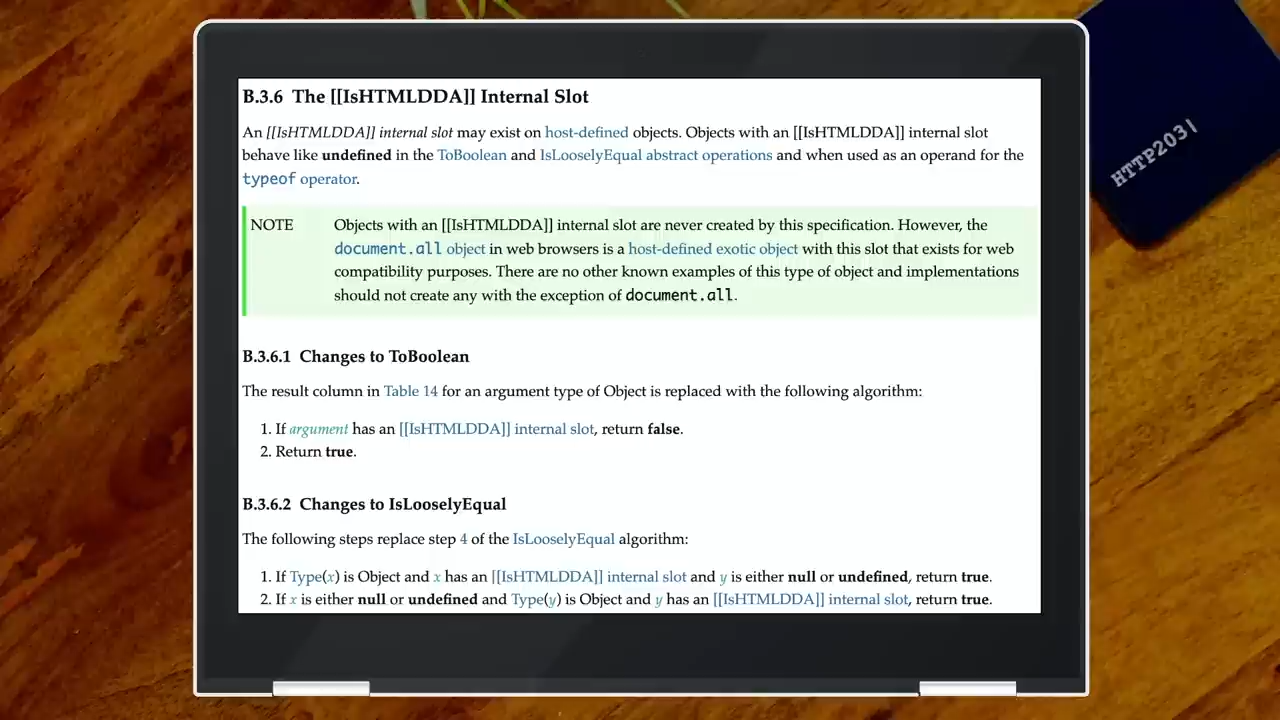 B.3.6 The [[IsHTMLDDA]] Internal Slot
An [[IsHTMLDDA]] internal slot may exist on host-defined objects. Objects with an [[IsHTMLDDA]] internal slot
behave like undefined in the ToBoolean and IsLooselyEqual abstract operations and when used as an operand for the
typeof operator.
NOTE Objects with an [[IsHTMLDDA]] internal slot are never created by this specification. However, the
document.all object in web browsers is a host-defined exotic object with this slot that exists for web
compatibility purposes. There are no other known examples of this type of object and implementations
should not create any with the exception of document.all.
B.3.6.1 Changes to ToBoolean
The result column in Table 14 for an argument type of Object is replaced with the following algorithm:
1. If argument has an [[IsHTMLDDA]] internal slot, return false.
2. Return true.
B.3.6.2 Changes to IsLooselyEqual
The following steps replace step 4 of the IsLooselyEqual algorithm:
1. If Type(x) is Object and x has an [[IsHTMLDDA]] internal slot and y is either null or undefined, return true.
2. If x is either null or undefined and Type(y) is Object and y has an [[IsHTMLDDA]] internal slot, return true.
HTTP203|